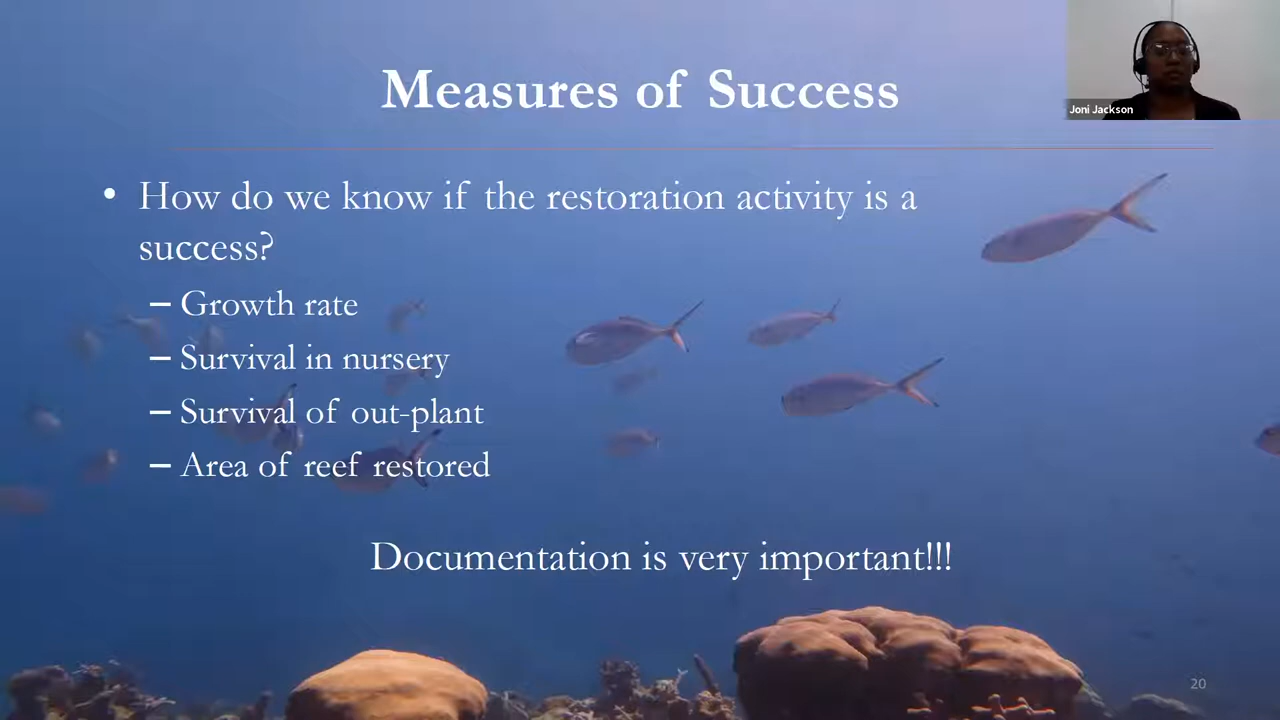 Measures of Success
Joni Jackson
• How do we know if the restoration activity is a
success?
– Growth rate
– Survival in nursery
– Survival of out-plant
– Area of reef restored
Documentation is very important!!!
20